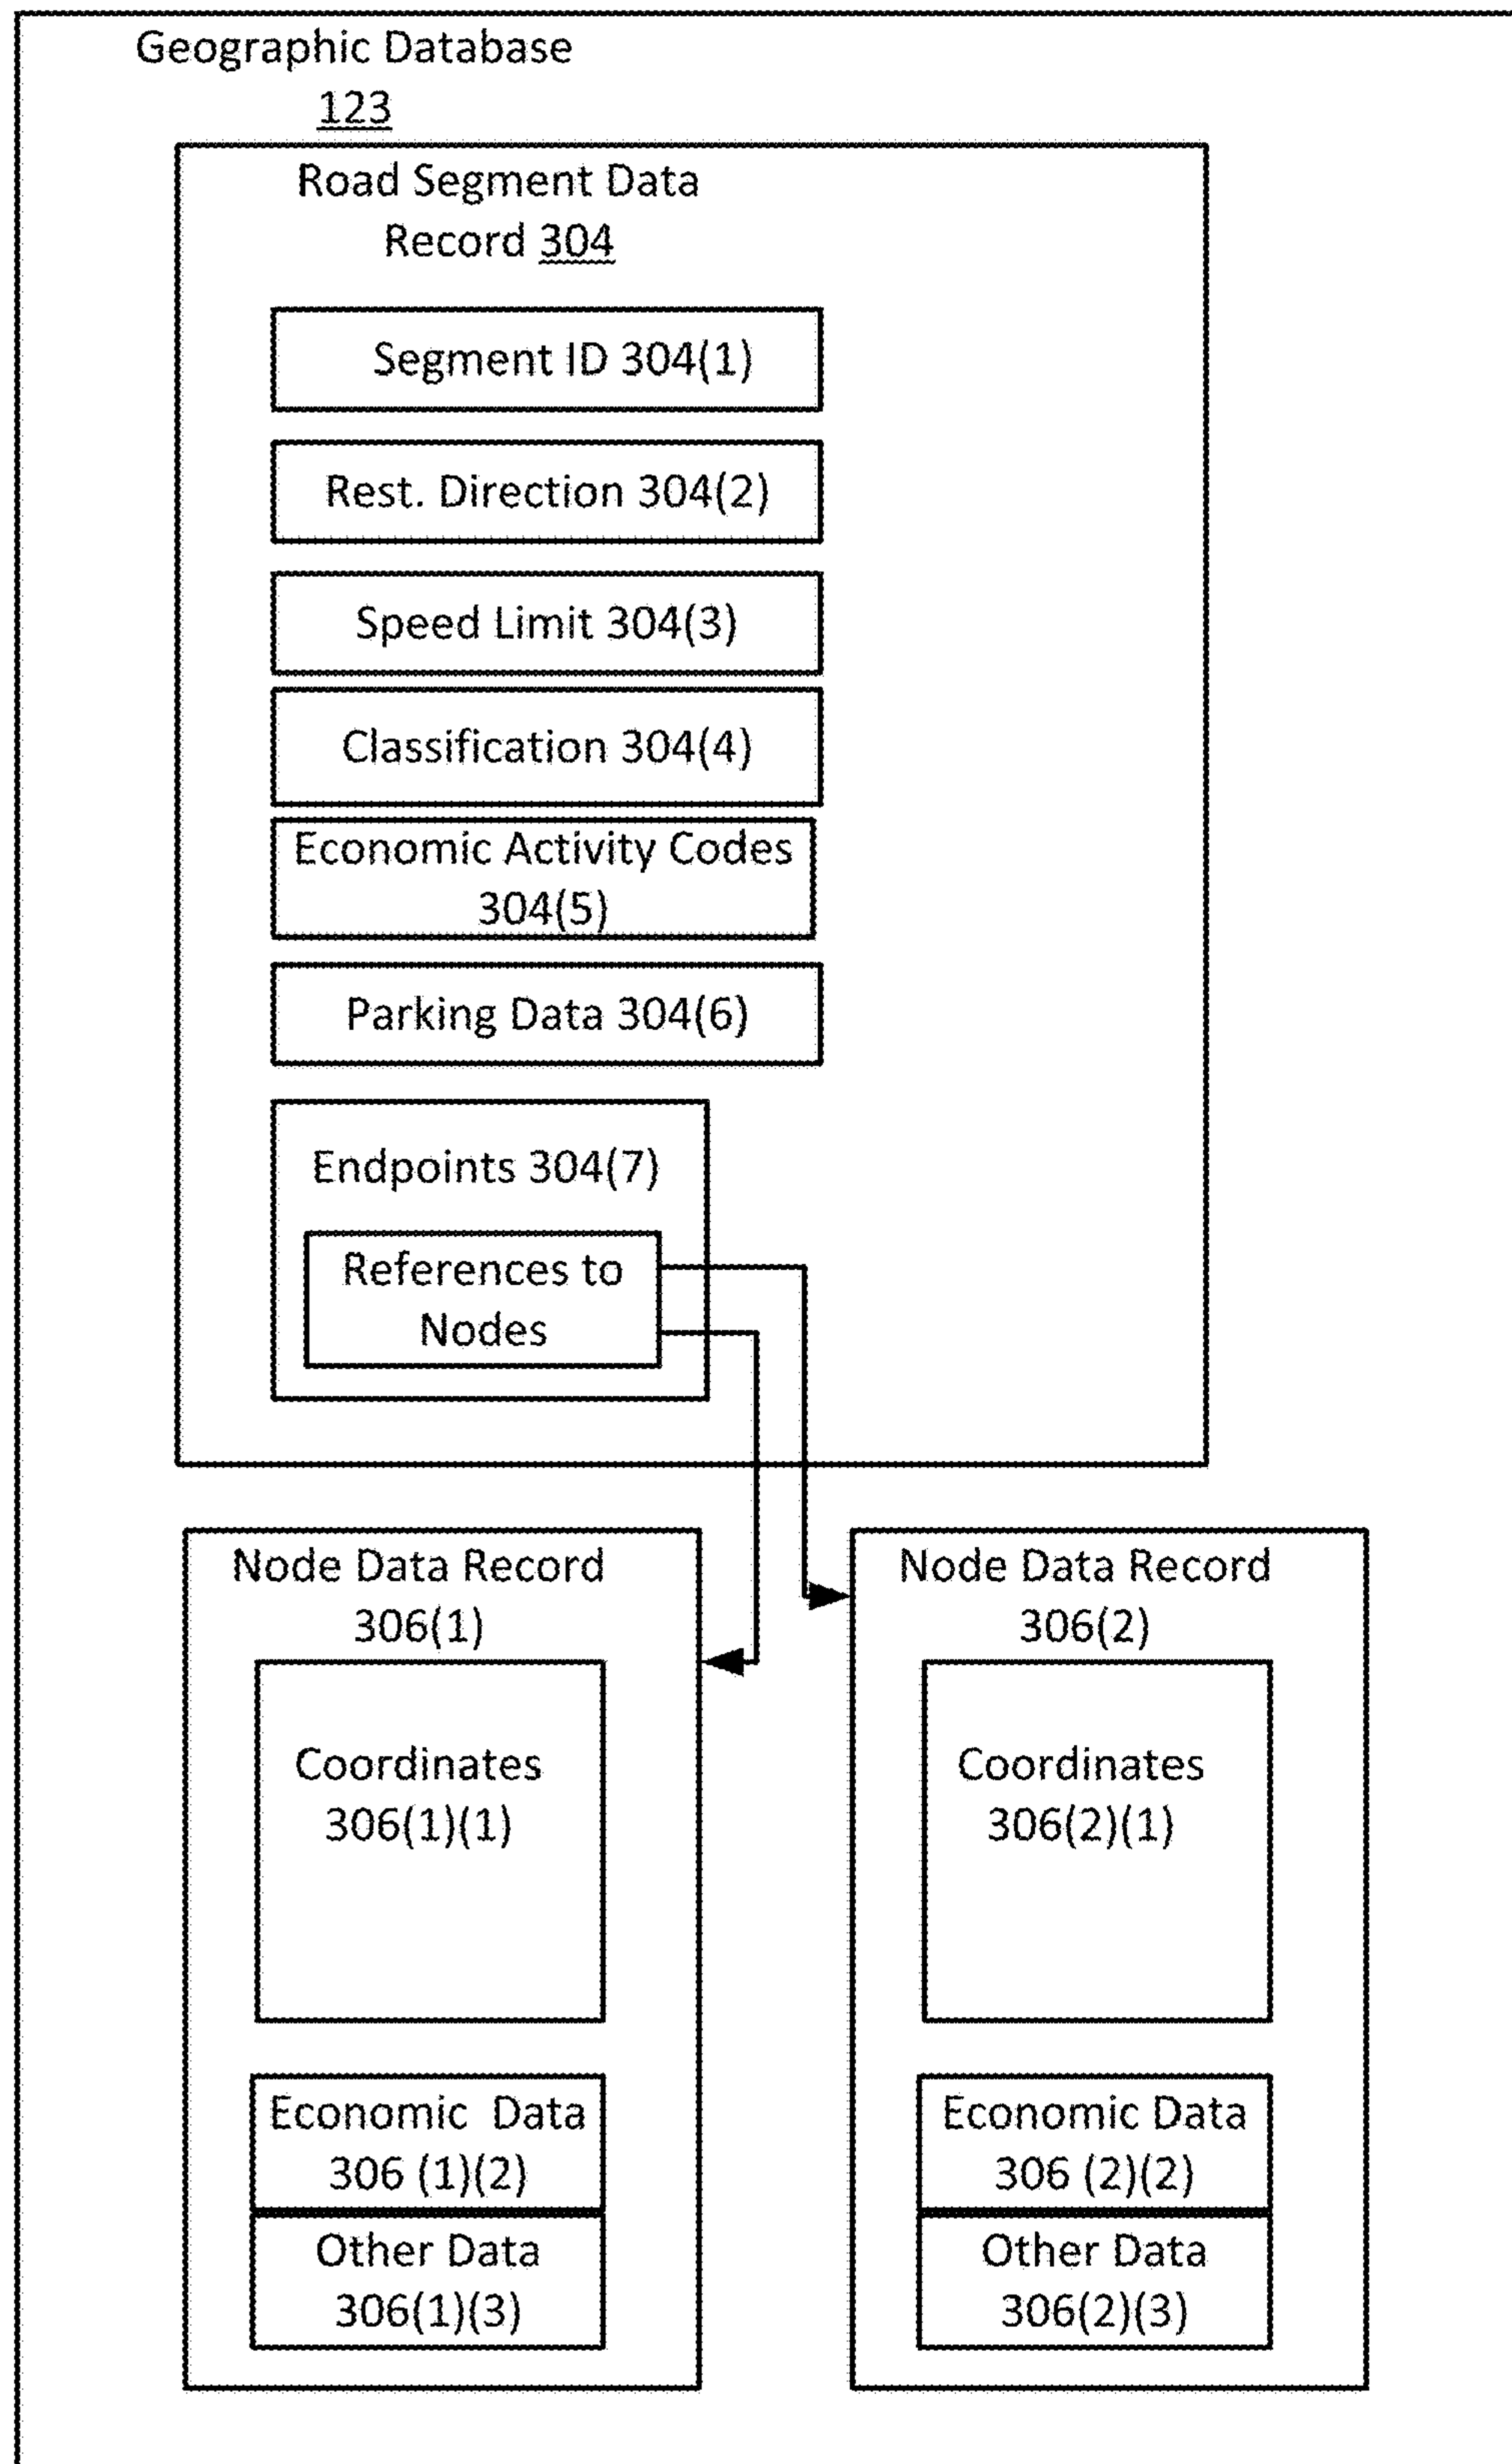 Geographic Database
123
Road Segment Data
Record 304
Segment ID 304(1)
Rest. Direction 304(2)
Speed Limit 304(3)
Classification 304(4)
Economic Activity Codes
304(5)
Parking Data 304(6)
Endpoints 304(7)
References to
Nodes
Node Data Record
306(1)
Coordinates
306(1)(1)
Economic Data
306 (1)(2)
Other Data
306(1)(3)
Node Data Record
306(2)
Coordinates
306(2)(1)
Economic Data
306 (2)(2)
Other Data
306(2)(3)